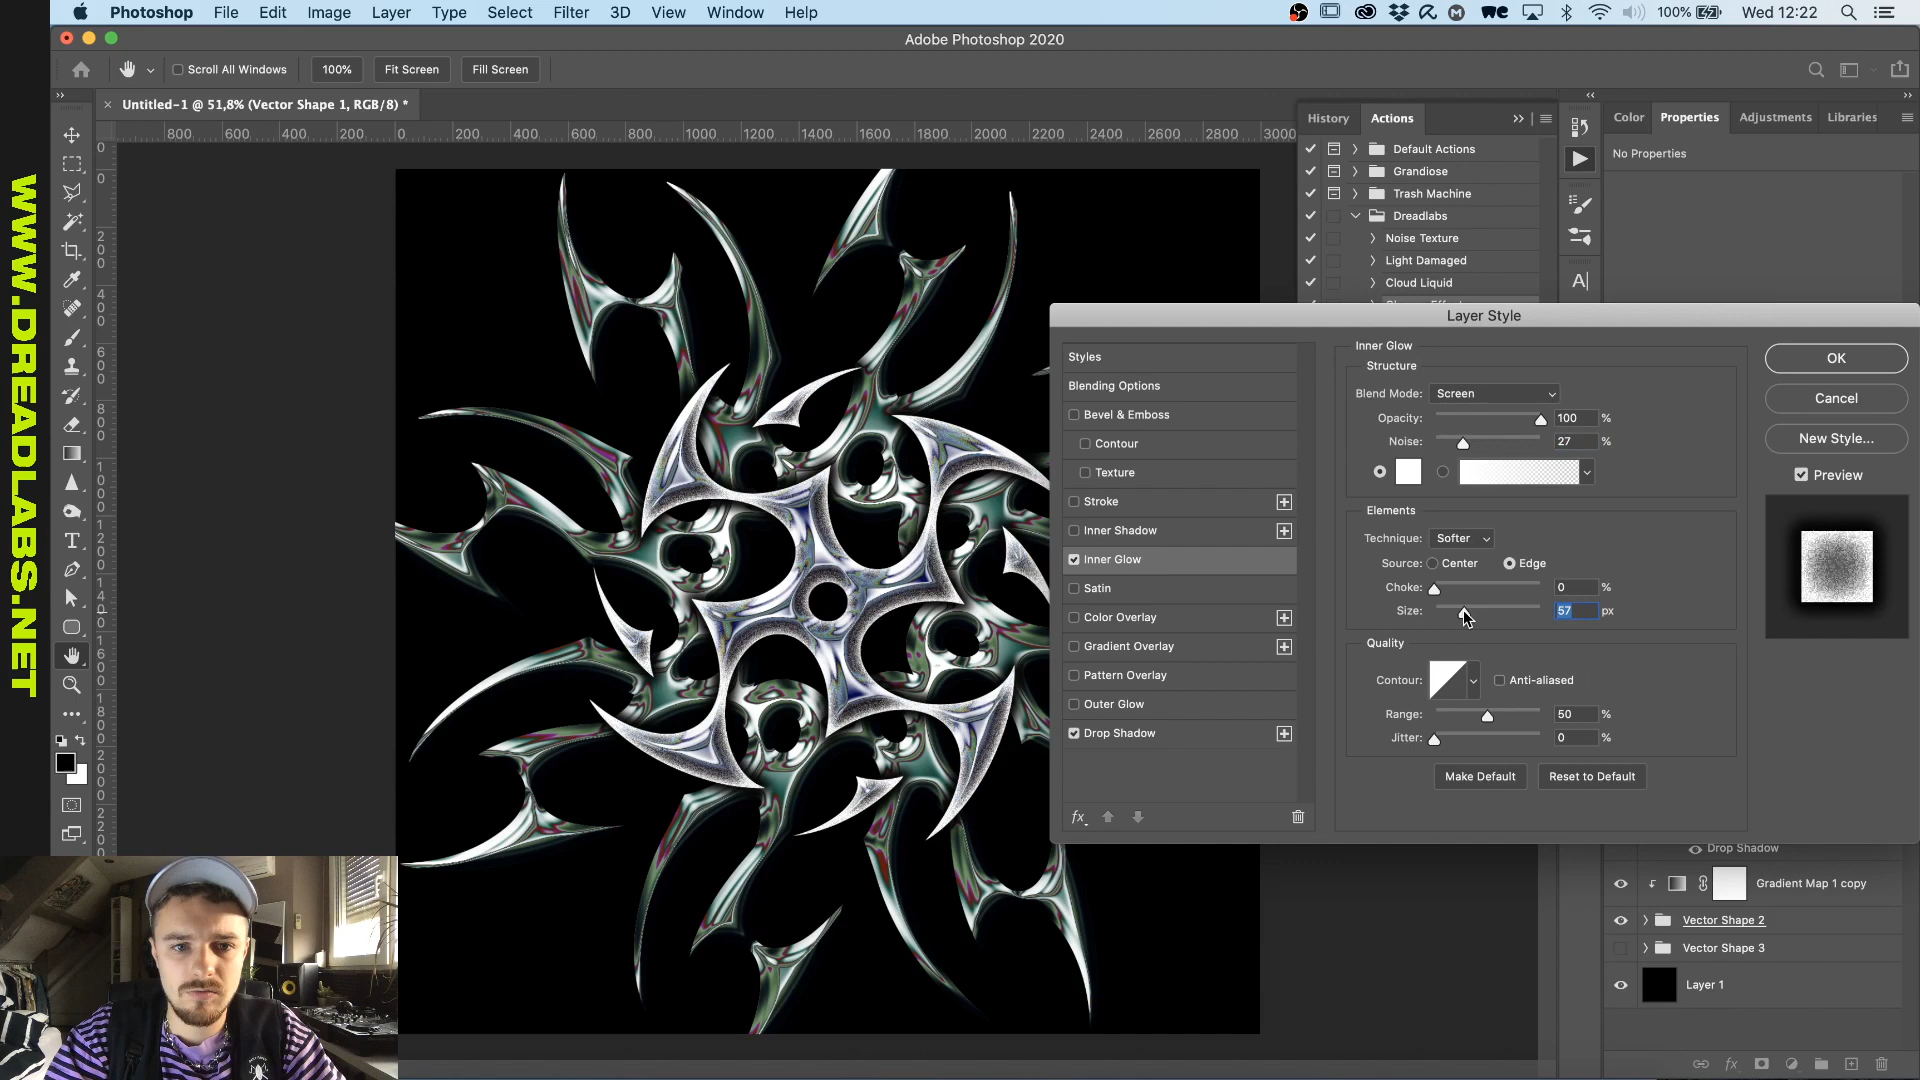 Photoshop File Edit Image Layer Type Select Filter 3D View Window Help 100% Wed 12:22
Adobe Photoshop 2020
Scroll All Windows 100% Fit Screen Fill Screen
Untitled-1 @ 51,8% (Vector Shape 1, RGB/8) *
800 600 400 200 0 200 400 600 800 1000 1200 1400 1600 1800 2000 2200 2400 2600 2800 3000
History Actions
Default Actions
Grandiose
Trash Machine
Dreadlabs
Noise Texture
Light Damaged
Cloud Liquid
Color Properties Adjustments Libraries
No Properties
WWW.DREADLABS.NET
Layer Style
Styles
Blending Options
Bevel & Emboss
Contour
Texture
Stroke
Inner Shadow
Inner Glow
Satin
Color Overlay
Gradient Overlay
Pattern Overlay
Outer Glow
Drop Shadow
fx
Inner Glow
Structure
Blend Mode: Screen
Opacity: 100 %
Noise: 27 %
Elements
Technique: Softer
Source: Center Edge
Choke: 0 %
Size: 57 px
Quality
Contour: Anti-aliased
Range: 50 %
Jitter: 0 %
Make Default Reset to Default
OK
Cancel
New Style...
Preview
Drop Shadow
Gradient Map 1 copy
Vector Shape 2
Vector Shape 3
Layer 1
fx